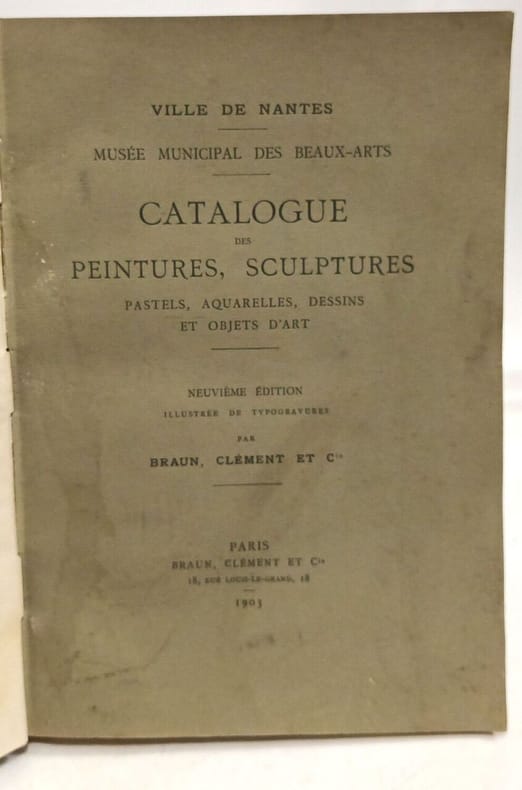 VILLE DE NANTES
MUSÉE MUNICIPAL DES BEAUX-ARTS
CATALOGUE
DES
PEINTURES, SCULPTURES
PASTELS, AQUARELLES, DESSINS
ET OBJETS D'ART
NEUVIÈME ÉDITION
ILLUSTRÉE DE TYPOGRAVURES
PAR
BRAUN, CLÉMENT ET Cie
PARIS
BRAUN, CLÉMENT ET Cie
18, RUE LOUIS-LE-GRAND, 18
1903